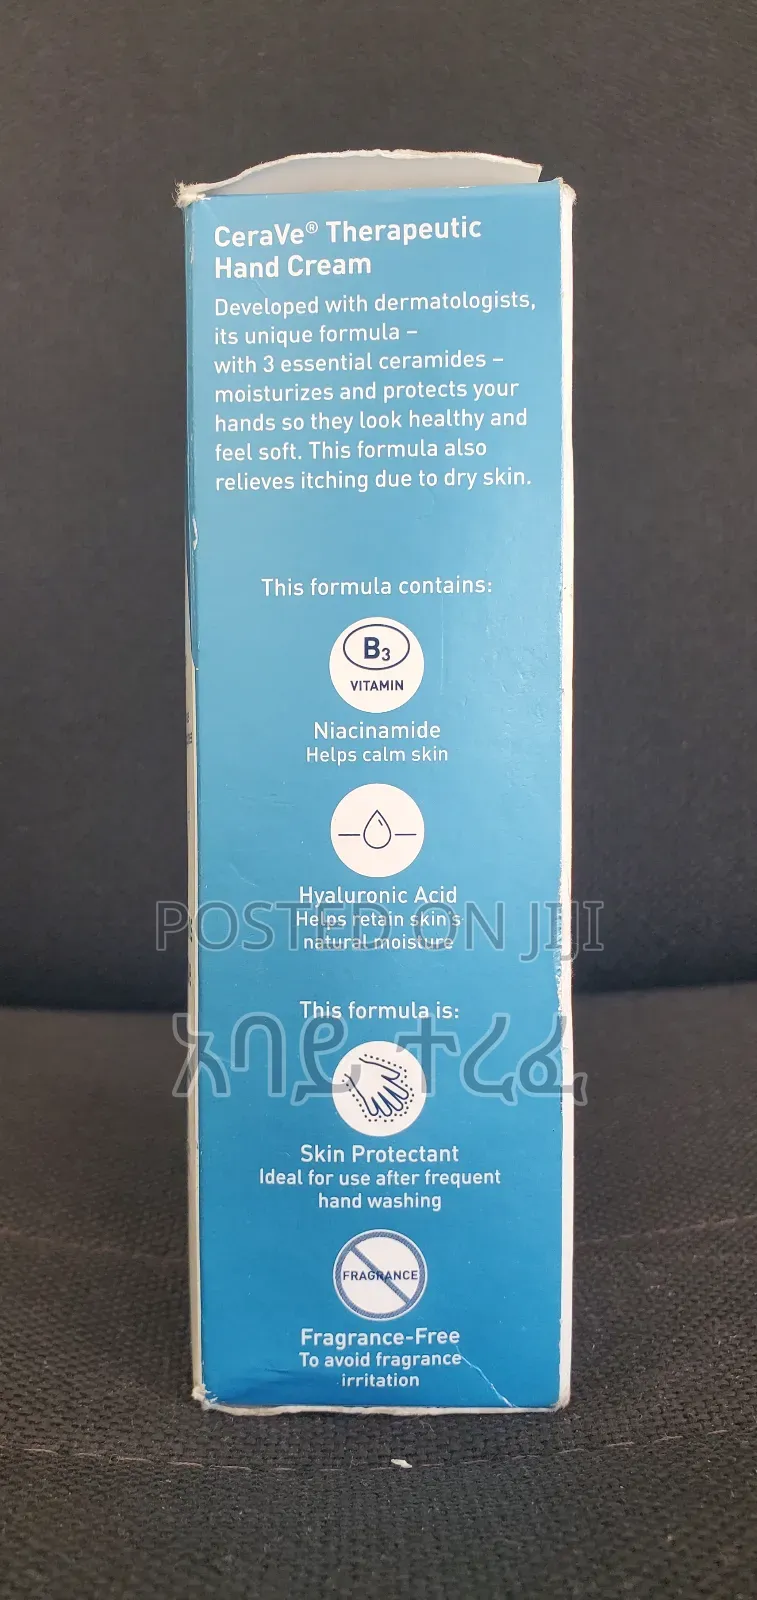 CeraVe® Therapeutic
Hand Cream
Developed with dermatologists,
its unique formula –
with 3 essential ceramides –
moisturizes and protects your
hands so they look healthy and
feel soft. This formula also
relieves itching due to dry skin.
This formula contains:
B3
VITAMIN
Niacinamide
Helps calm skin
Hyaluronic Acid
Helps retain skin's
natural moisture
POSTED ON JIJI
This formula is:
አባይ ተረፈ
Skin Protectant
Ideal for use after frequent
hand washing
FRAGRANCE
Fragrance-Free
To avoid fragrance
irritation